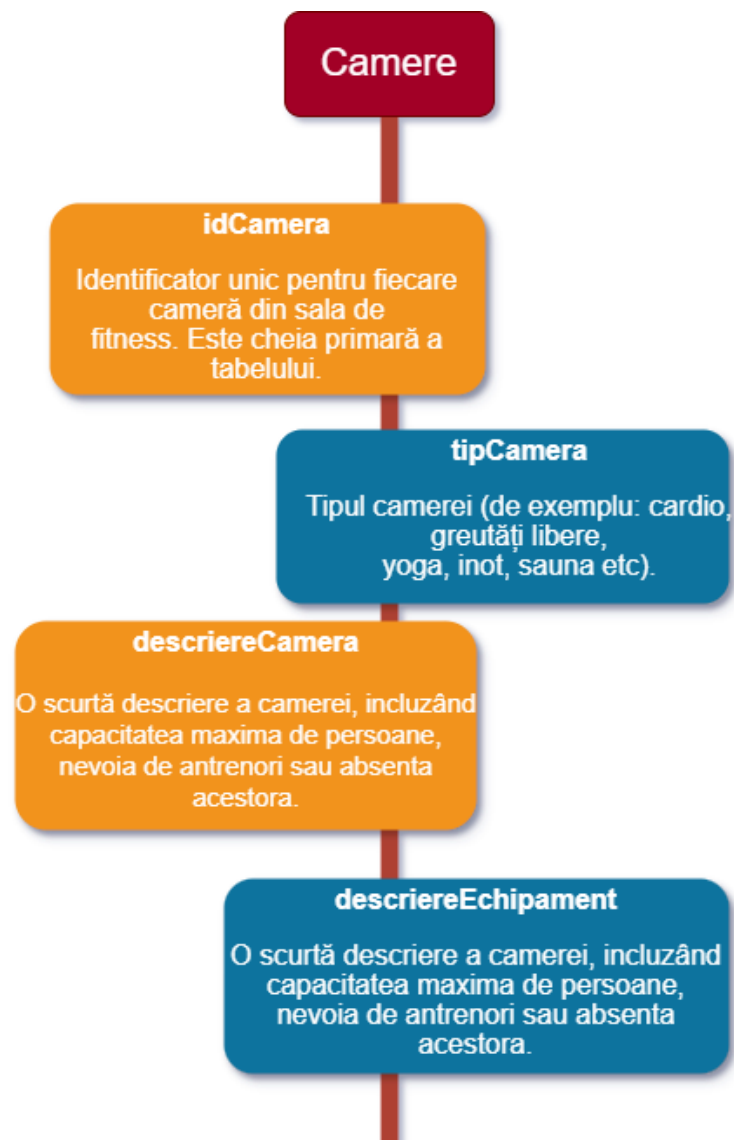 Camere
idCamera
Identificator unic pentru fiecare
cameră din sala de
fitness. Este cheia primară a
tabelului.
tipCamera
Tipul camerei (de exemplu: cardio,
greutăți libere,
yoga, inot, sauna etc).
descriereCamera
O scurtă descriere a camerei, incluzând
capacitatea maxima de persoane,
nevoia de antrenori sau absenta
acestora.
descriereEchipament
O scurtă descriere a camerei, incluzând
capacitatea maxima de persoane,
nevoia de antrenori sau absenta
acestora.